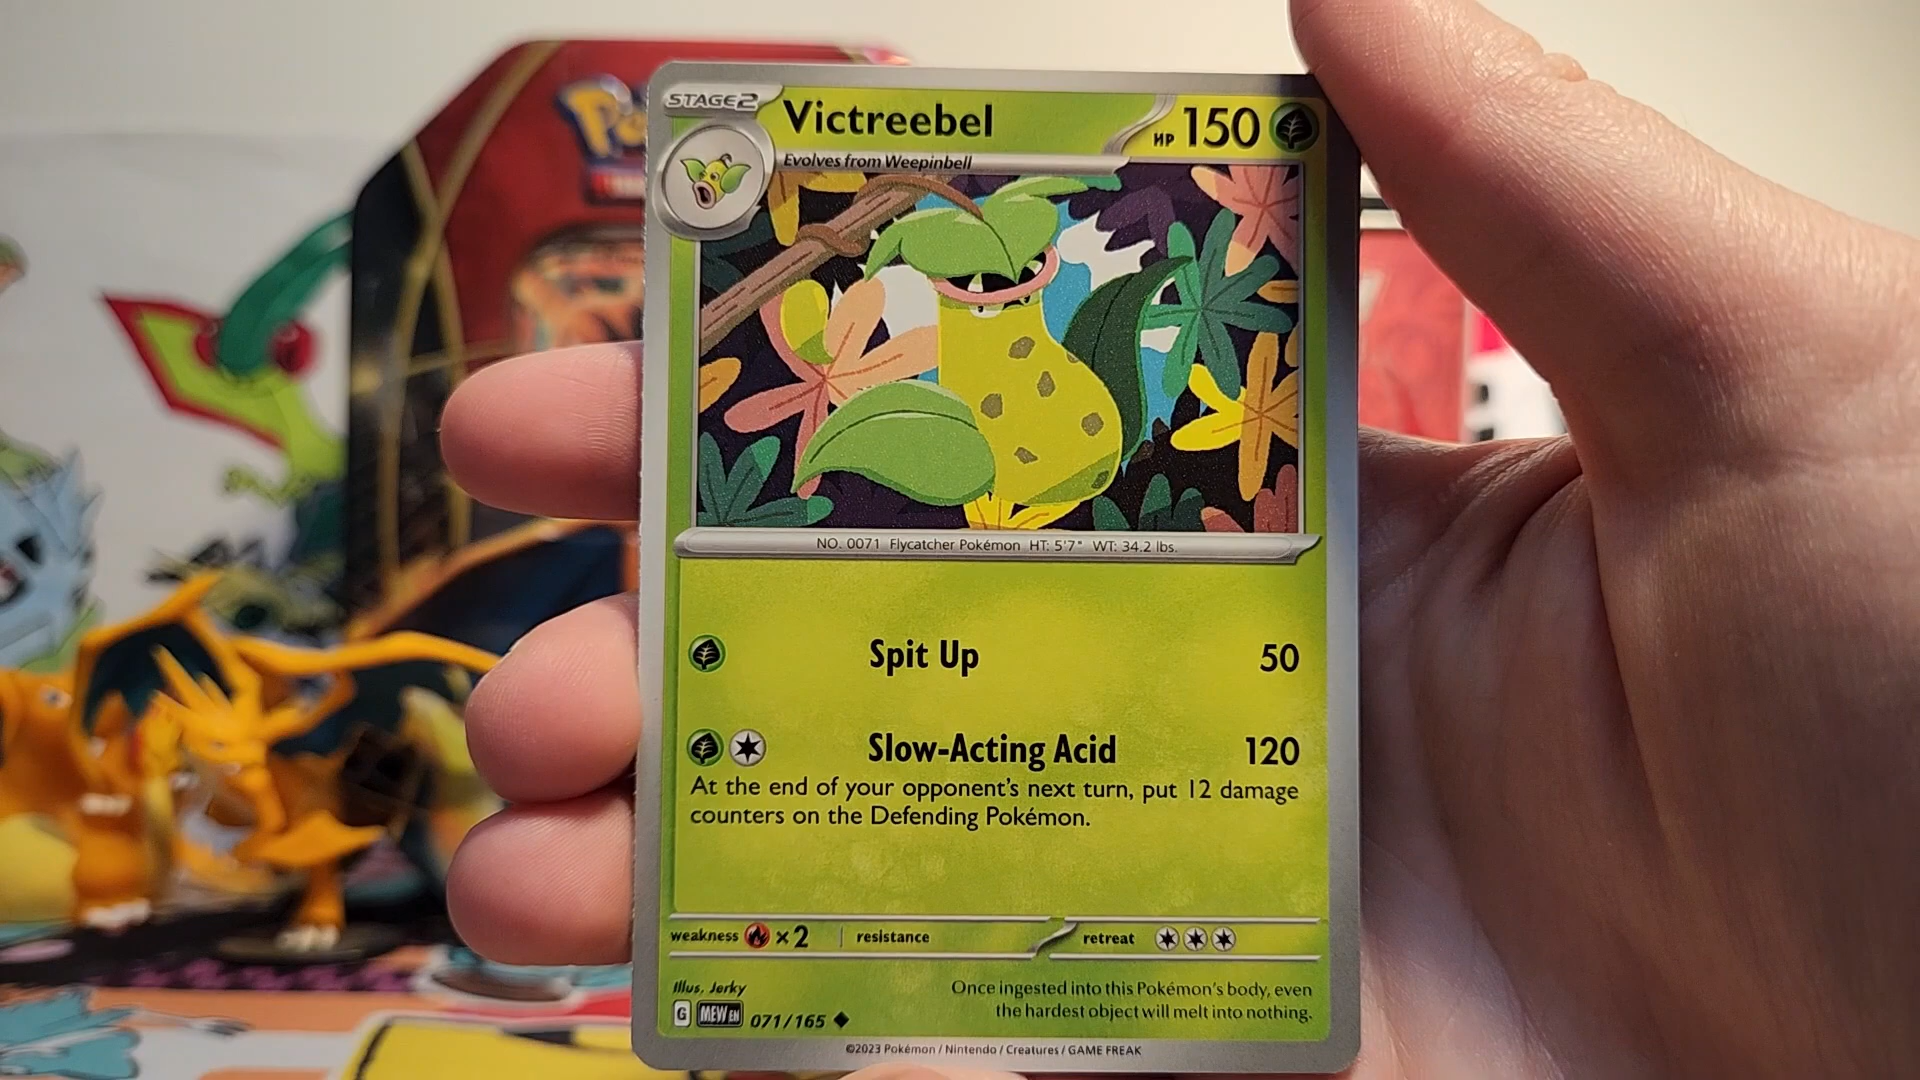 STAGE2
Victreebel
HP 150
Evolves from Weepinbell
NO. 0071 Flycatcher Pokémon HT: 5'7" WT: 34.2 lbs.
Spit Up 50
Slow-Acting Acid 120
At the end of your opponent's next turn, put 12 damage
counters on the Defending Pokémon.
weakness ×2 resistance retreat
Illus. Jerky
Once ingested into this Pokémon's body, even
the hardest object will melt into nothing.
G MEW EN 071/165
©2023 Pokémon / Nintendo / Creatures / GAME FREAK